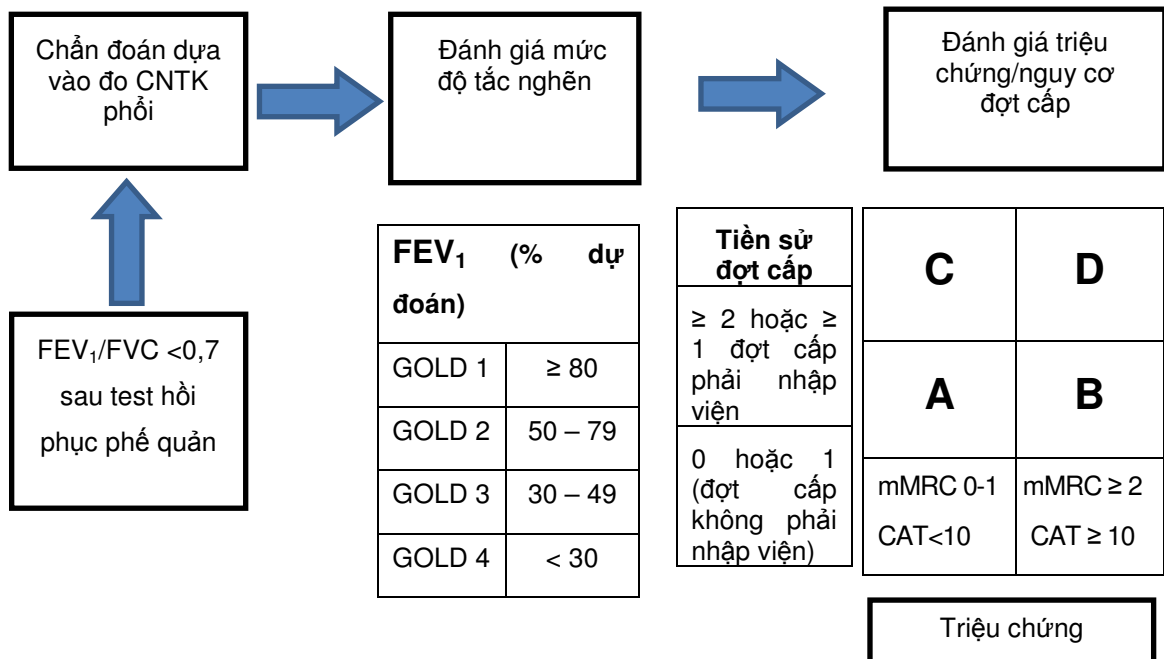 Chẩn đoán dựa
vào đo CNTK
phổi
Đánh giá mức
độ tắc nghẽn
Đánh giá triệu
chứng/nguy cơ
đợt cấp
FEV₁/FVC <0,7
sau test hồi
phục phế quản
FEV₁ (% dự
đoán)
GOLD 1 ≥ 80
GOLD 2 50 – 79
GOLD 3 30 – 49
GOLD 4 < 30
Tiền sử
đợt cấp
≥ 2 hoặc ≥
1 đợt cấp
phải nhập
viện
0 hoặc 1
(đợt cấp
không phải
nhập viện)
C D
A B
mMRC 0-1 mMRC ≥ 2
CAT<10 CAT ≥ 10
Triệu chứng